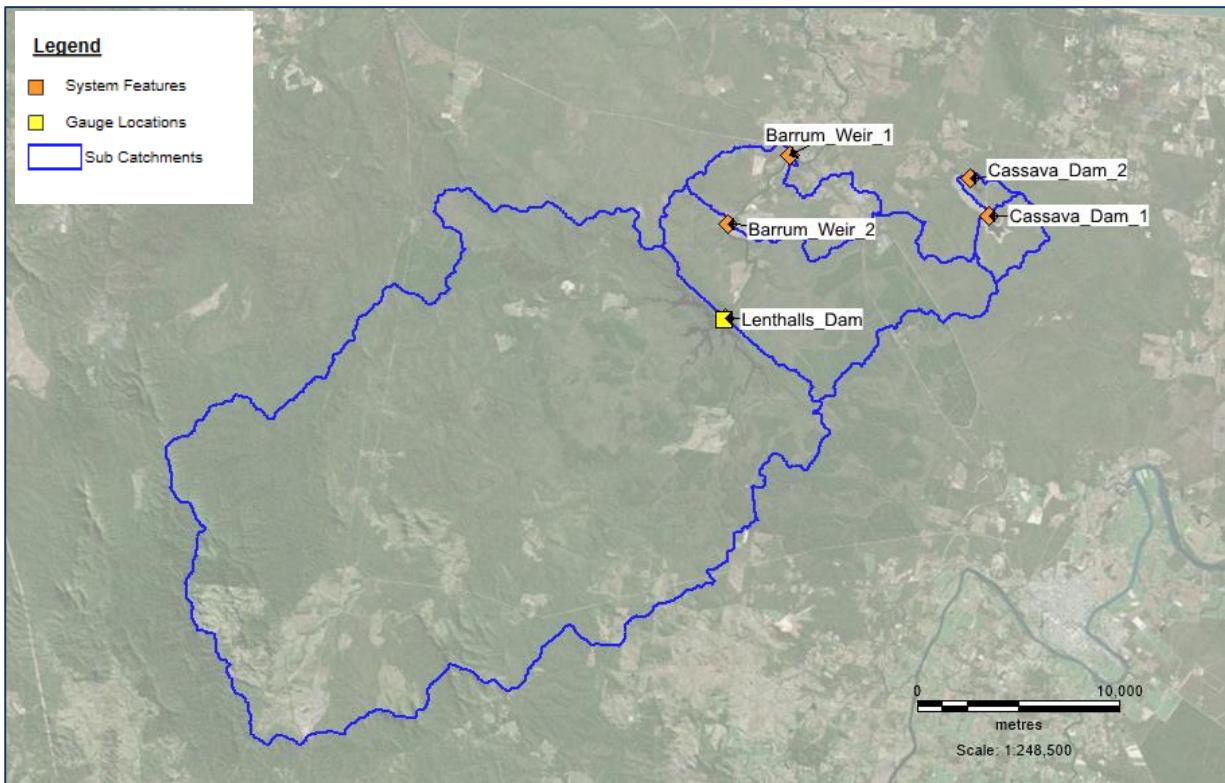 Legend
System Features
Gauge Locations
Sub Catchments
Barrum_Weir_1
Cassava_Dam_2
Cassava_Dam_1
Barrum_Weir_2
Lenthalls_Dam
0 10,000
metres
Scale: 1:248,500